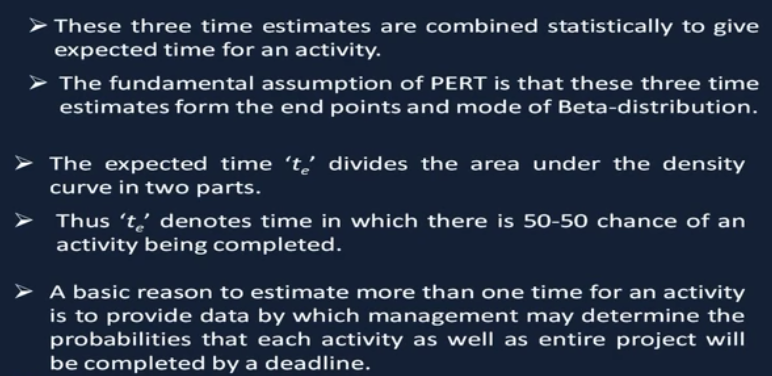 ➢ These three time estimates are combined statistically to give
expected time for an activity.
➢ The fundamental assumption of PERT is that these three time
estimates form the end points and mode of Beta-distribution.
➢ The expected time ‘tₑ’ divides the area under the density
curve in two parts.
➢ Thus ‘tₑ’ denotes time in which there is 50-50 chance of an
activity being completed.
➢ A basic reason to estimate more than one time for an activity
is to provide data by which management may determine the
probabilities that each activity as well as entire project will
be completed by a deadline.